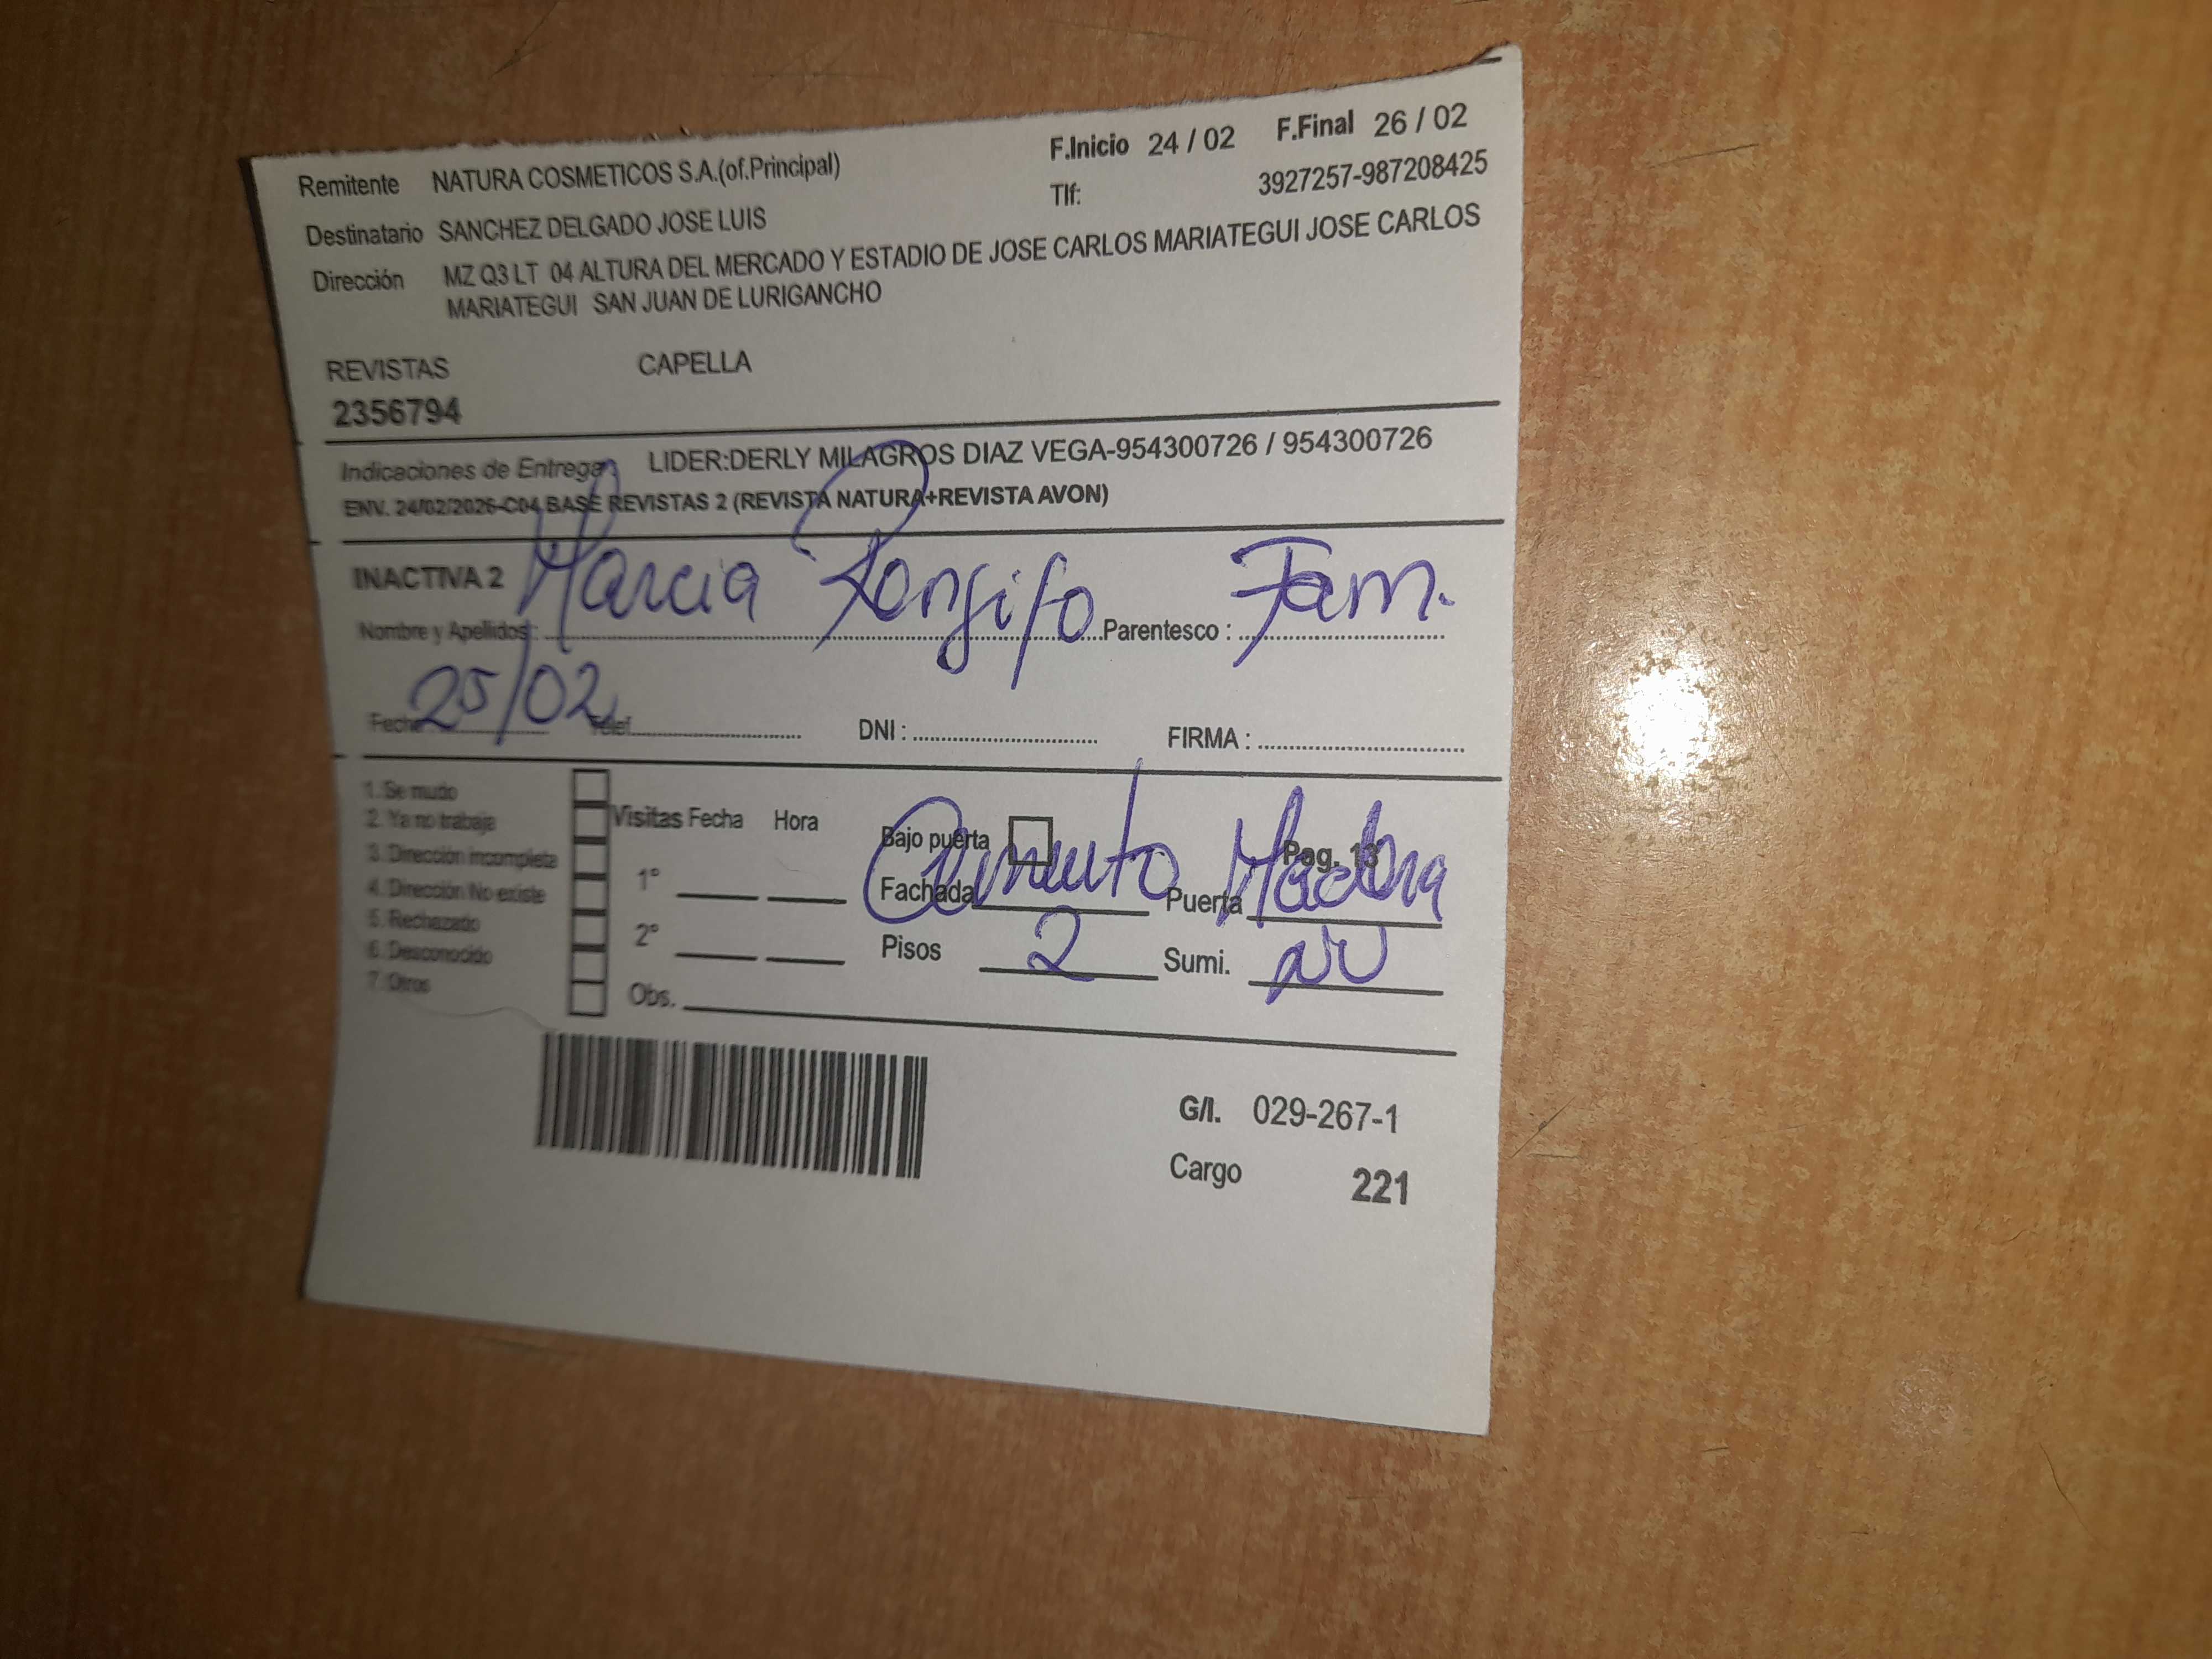 Remitente NATURA COSMETICOS S.A.(of.Principal) F.Inicio 24 / 02 F.Final 26 / 02
Tlf: 3927257-987208425
Destinatario SANCHEZ DELGADO JOSE LUIS
Dirección MZ Q3 LT 04 ALTURA DEL MERCADO Y ESTADIO DE JOSE CARLOS MARIATEGUI JOSE CARLOS
MARIATEGUI SAN JUAN DE LURIGANCHO
REVISTAS CAPELLA
2356794
Indicaciones de Entrega: LIDER:DERLY MILAGROS DIAZ VEGA-954300726 / 954300726
ENV. 24/02/2026-C04 BASE REVISTAS 2 (REVISTA NATURA+REVISTA AVON)
INACTIVA 2
Nombre y Apellidos: Marcia Rengifo Parentesco : Fam.
Fecha 25/02 Telef. DNI : FIRMA :
1. Se mudo
2. Ya no trabaja
3. Dirección incompleta
4. Dirección No existe
5. Rechazado
6. Desconocido
7. Otros
Visitas Fecha Hora
1°
2°
Obs.
Bajo puerta Pag. 13
Fachada Cemento Puerta Madera
Pisos 2 Sumi.
G/I. 029-267-1
Cargo 221